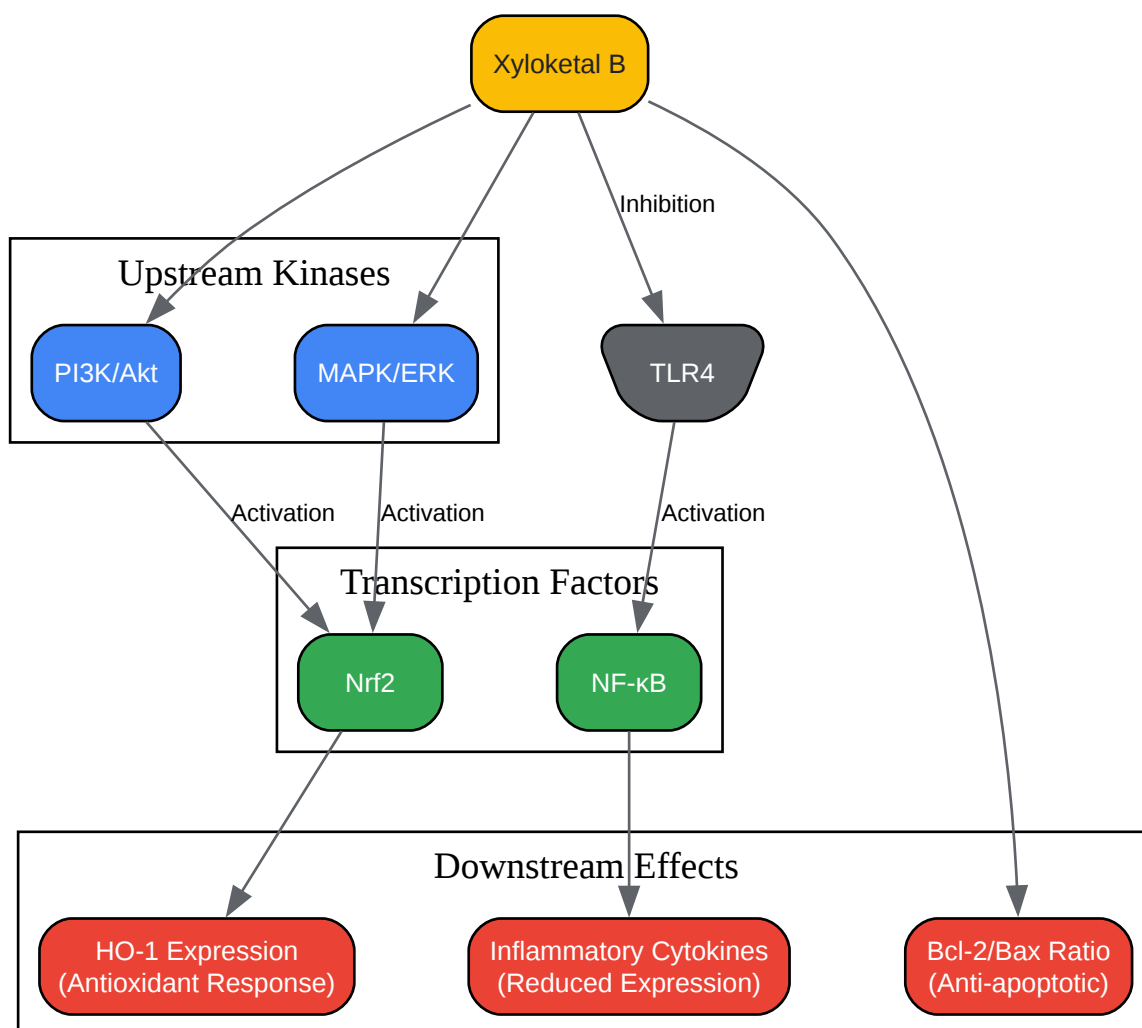 Xyloketal B
Inhibition
Upstream Kinases
PI3K/Akt
MAPK/ERK
TLR4
Activation
Activation
Activation
Transcription Factors
Nrf2
NF-κB
Downstream Effects
HO-1 Expression
(Antioxidant Response)
Inflammatory Cytokines
(Reduced Expression)
Bcl-2/Bax Ratio
(Anti-apoptotic)